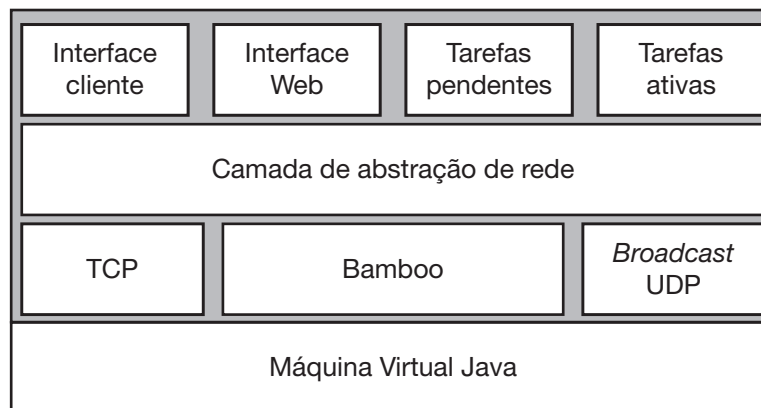 Interface
cliente
Interface
Web
Tarefas
pendentes
Tarefas
ativas
Camada de abstração de rede
TCP
Bamboo
Broadcast
UDP
Máquina Virtual Java